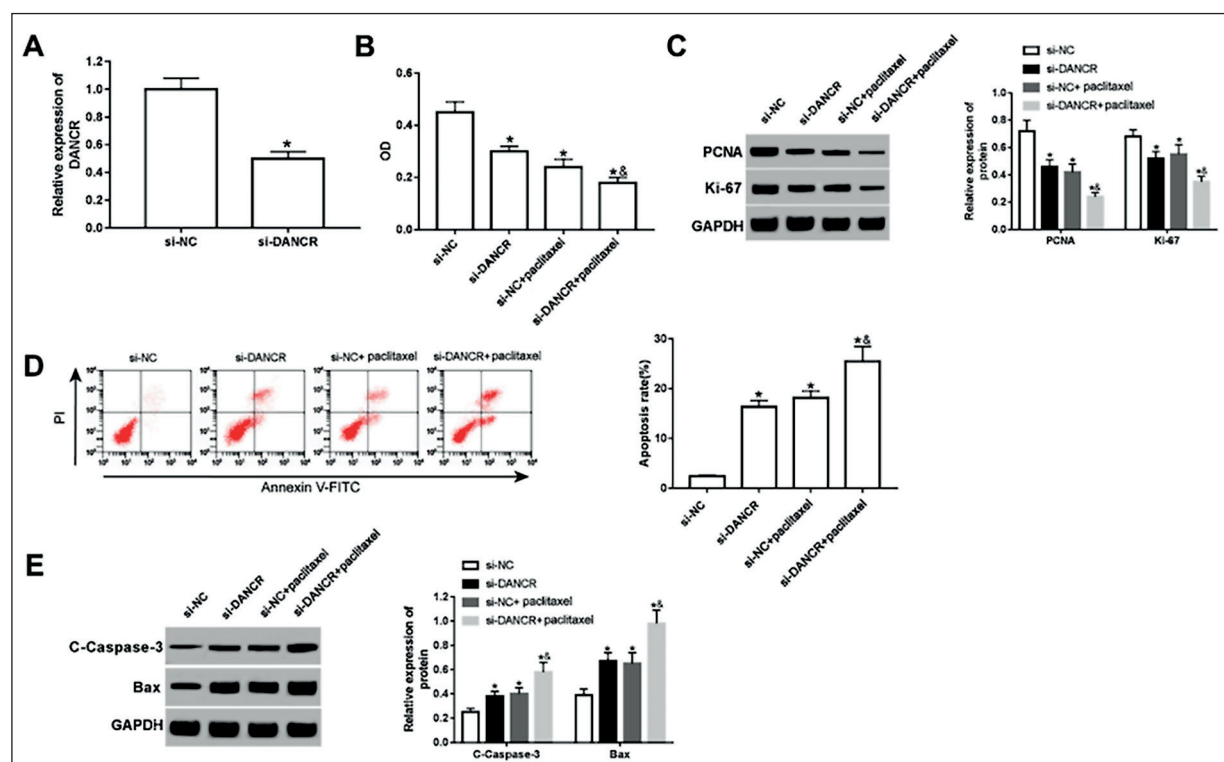 A
Relative expression of
DANCR
1.2
1.0
0.8
0.6
0.4
0.2
0.0
*
si-NC
si-DANCR
B
OD
0.6
0.4
0.2
0.0
*
*
*&
si-NC
si-DANCR
si-NC+paclitaxel
si-DANCR+paclitaxel
C
si-NC
si-DANCR
si-NC+paclitaxel
si-DANCR+paclitaxel
PCNA
Ki-67
GAPDH
si-NC
si-DANCR
si-NC+ paclitaxel
si-DANCR+paclitaxel
Relative expression of
protein
1.0
0.8
0.6
0.4
0.2
0.0
*
*
*&
*
*
*&
PCNA
Ki-67
D
si-NC
si-DANCR
si-NC+ paclitaxel
si-DANCR+ paclitaxel
PI
Annexin V-FITC
Apoptosis rate(%)
30
20
10
0
*
*
*&
si-NC
si-DANCR
si-NC+paclitaxel
si-DANCR+paclitaxel
E
si-NC
si-DANCR
si-NC+paclitaxel
si-DANCR+paclitaxel
C-Caspase-3
Bax
GAPDH
si-NC
si-DANCR
si-NC+ paclitaxel
si-DANCR+ paclitaxel
Relative expression of
protein
1.2
1.0
0.8
0.6
0.4
0.2
0.0
*
*
*&
*
*
*&
C-Caspase-3
Bax